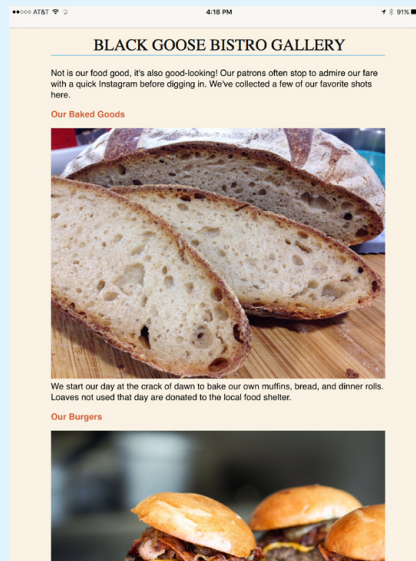 AT&T 4:18 PM 91%
BLACK GOOSE BISTRO GALLERY
Not is our food good, it's also good-looking! Our patrons often stop to admire our fare
with a quick Instagram before digging in. We've collected a few of our favorite shots
here.
Our Baked Goods
We start our day at the crack of dawn to bake our own muffins, bread, and dinner rolls.
Loaves not used that day are donated to the local food shelter.
Our Burgers